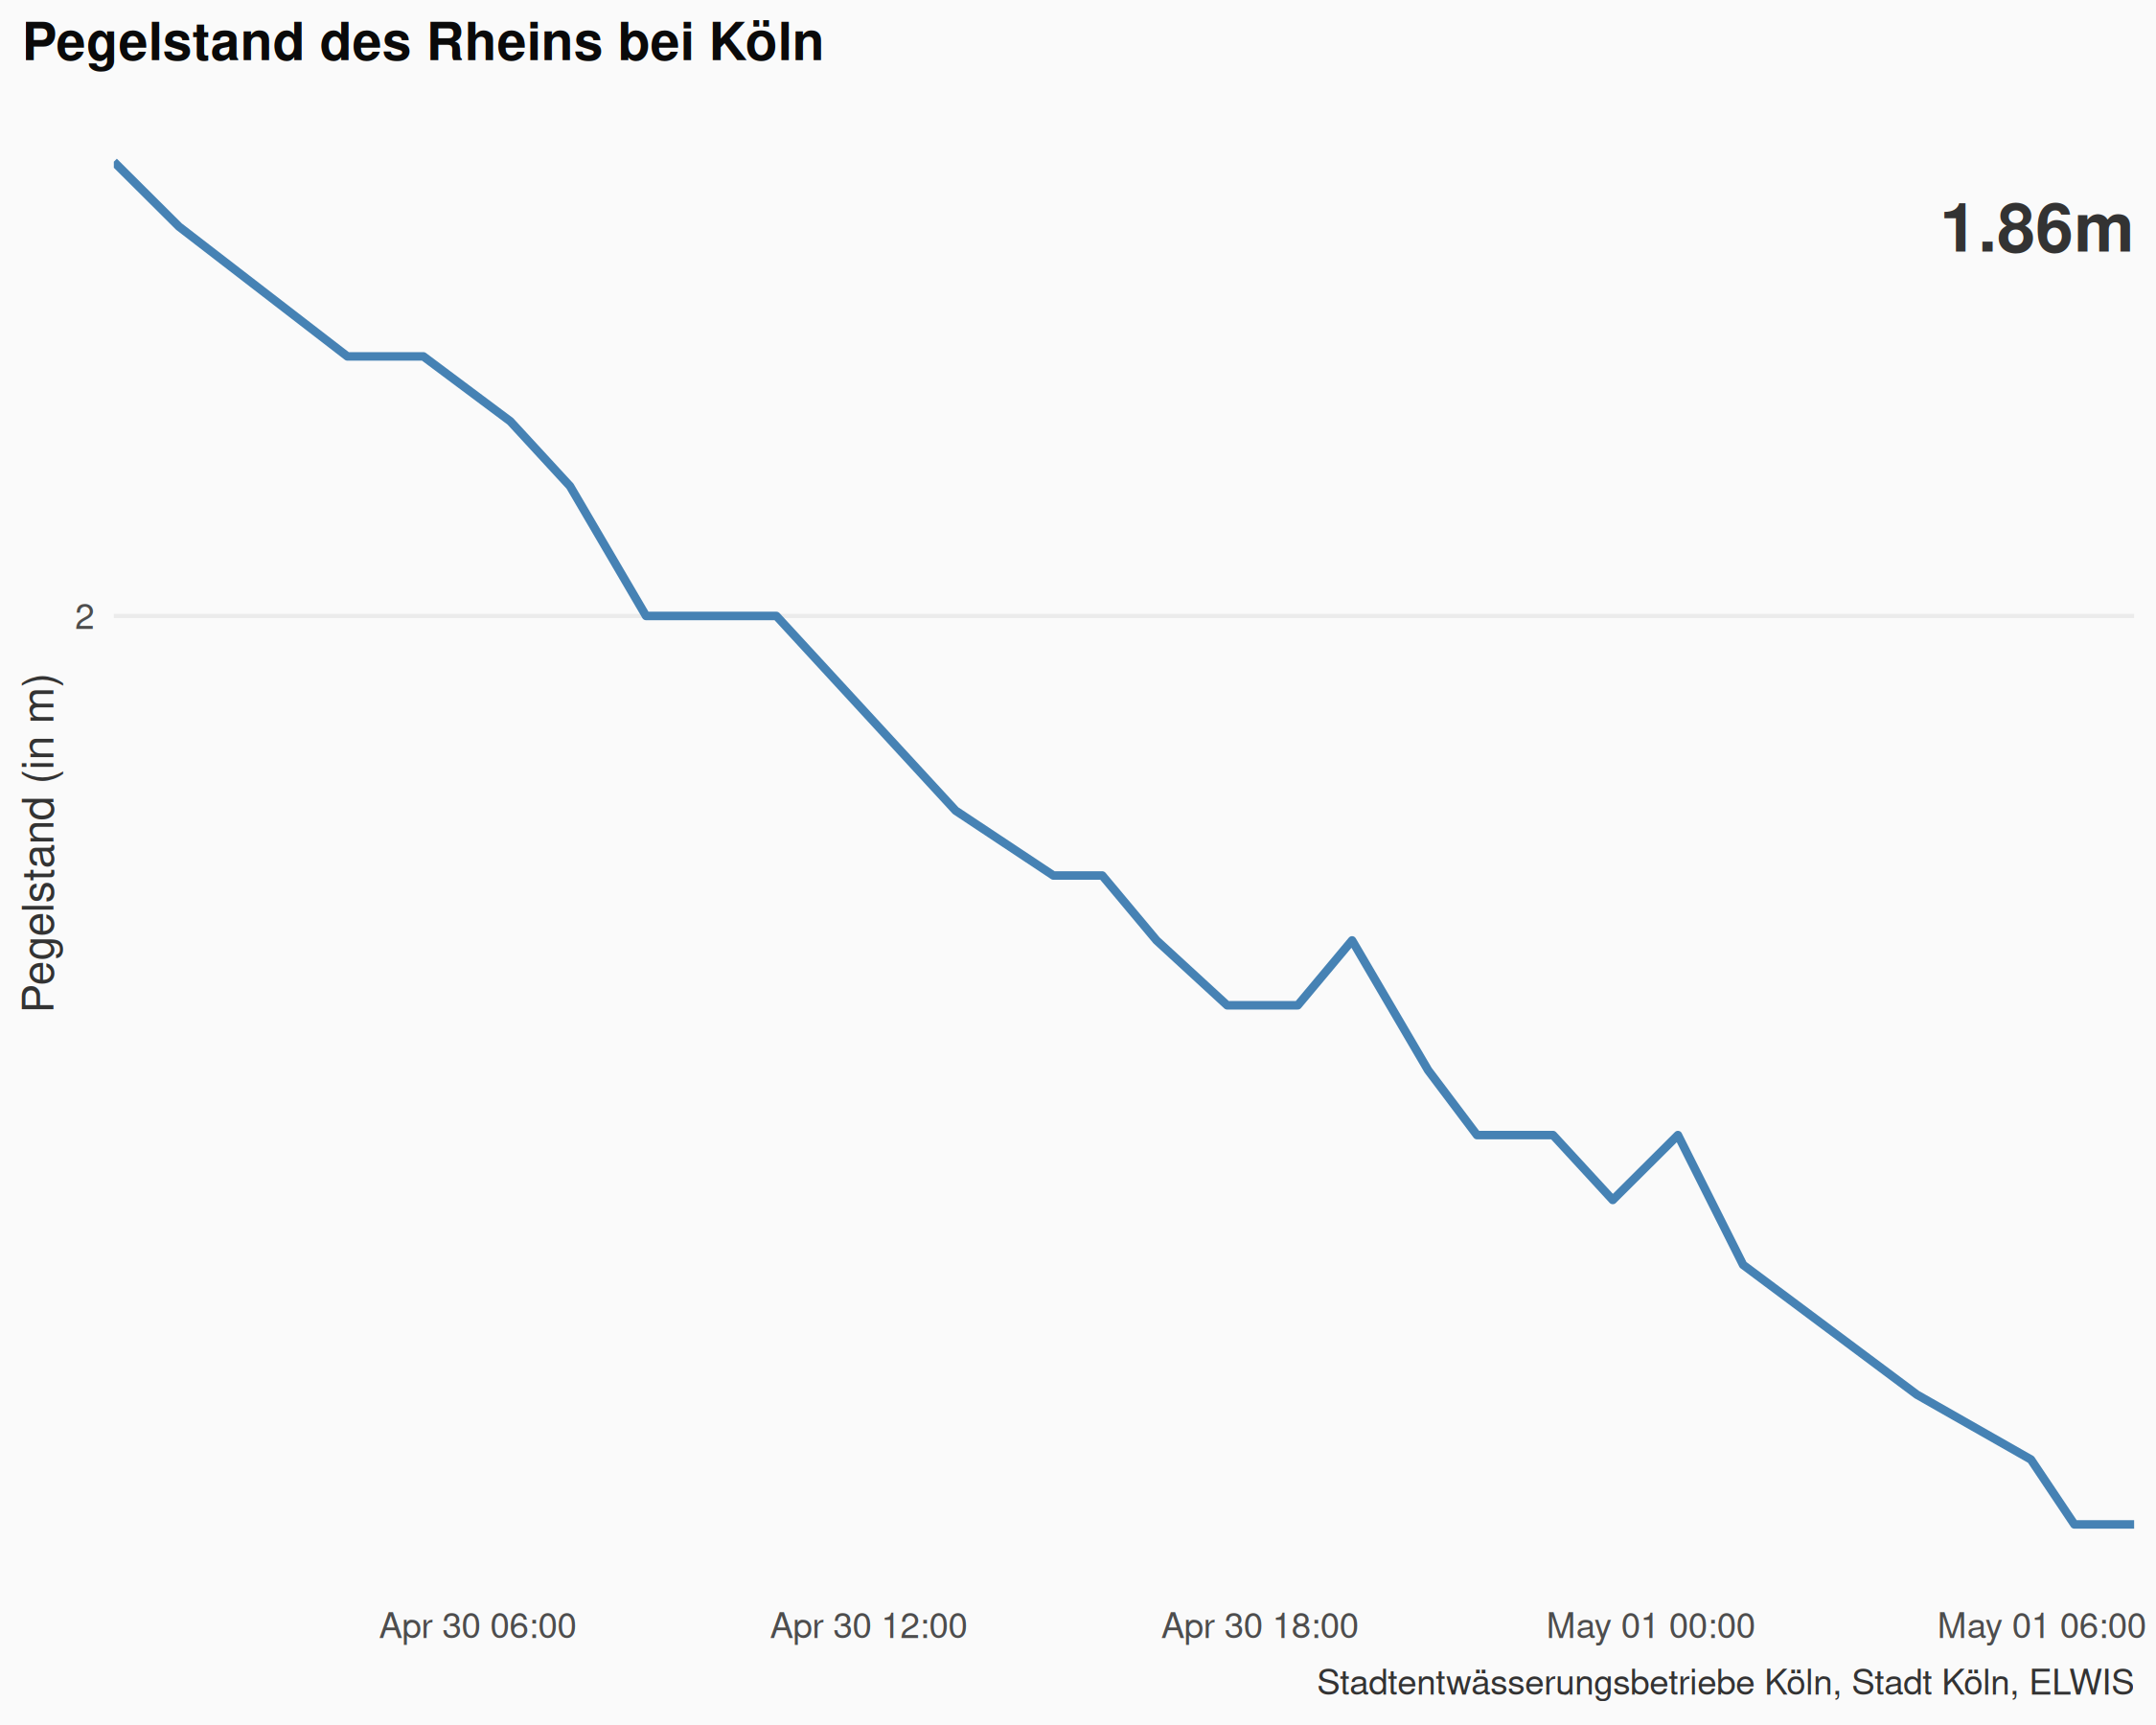 Pegelstand des Rheins bei Köln
1.86m
2
Pegelstand (in m)
Apr 30 06:00
Apr 30 12:00
Apr 30 18:00
May 01 00:00
May 01 06:00
Stadtentwässerungsbetriebe Köln, Stadt Köln, ELWIS